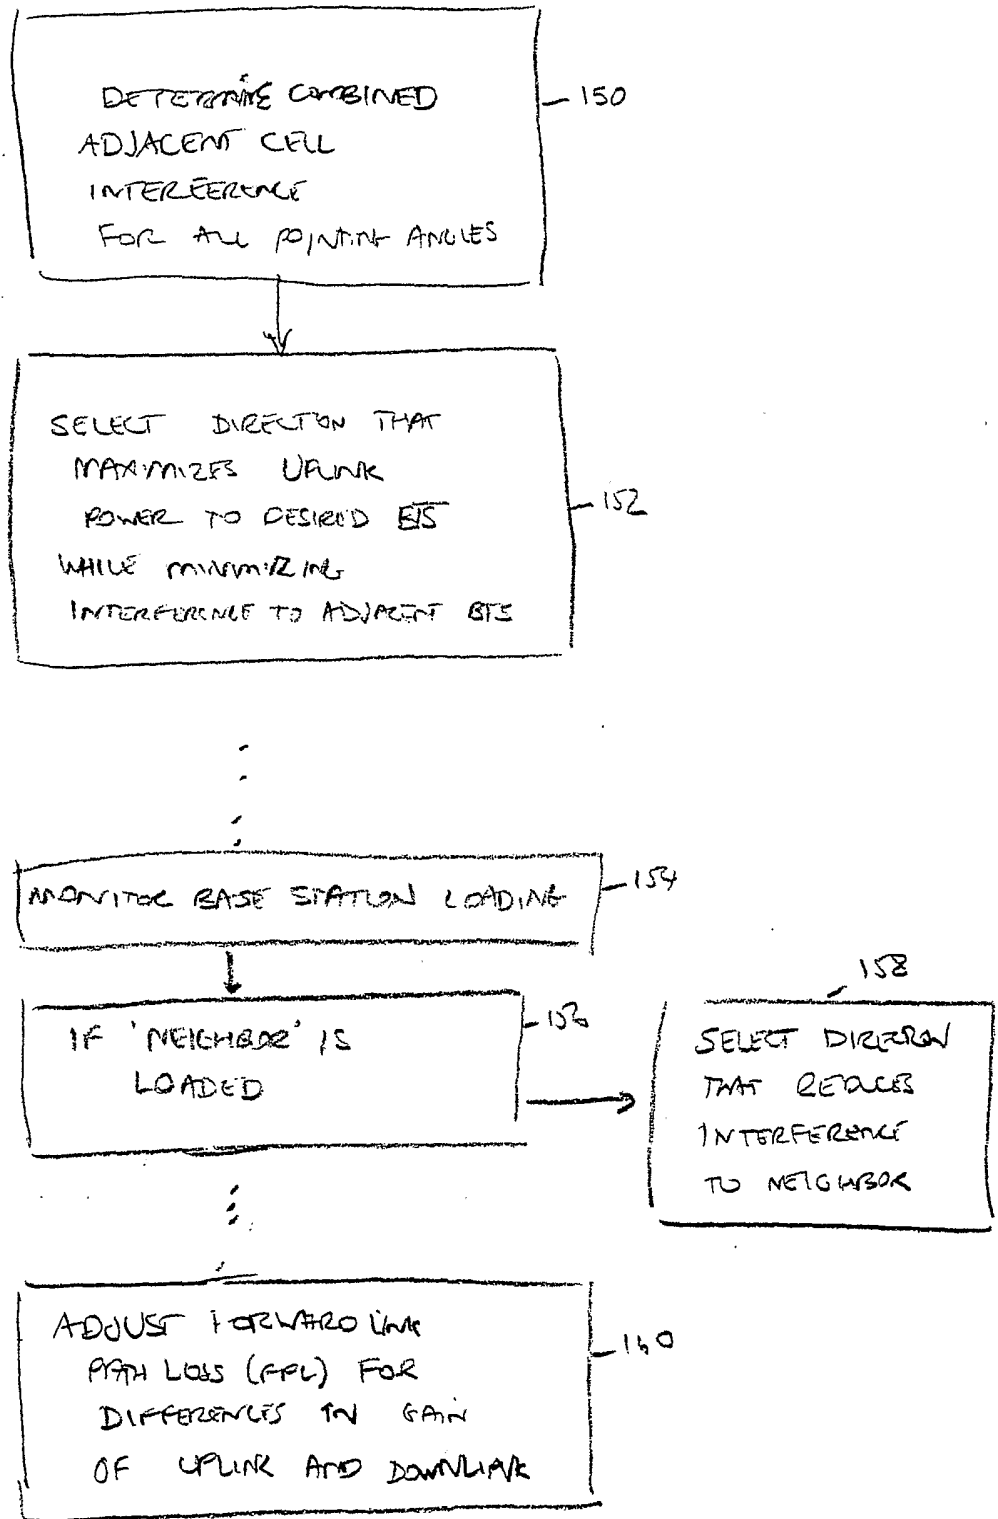 DETERMINE COMBINED
ADJACENT CELL
INTERFERENCE
FOR ALL POINTING ANGLES
150
SELECT DIRECTION THAT
MAXIMIZES UPLINK
POWER TO DESIRED BTS
WHILE MINIMIZING
INTERFERENCE TO ADJACENT BTS
152
MONITOR BASE STATION LOADING
154
IF 'NEIGHBOR' IS
LOADED
156
158
SELECT DIRECTION
THAT REDUCES
INTERFERENCE
TO NEIGHBOR
ADJUST FORWARD LINK
PATH LOSS (FPL) FOR
DIFFERENCES IN GAIN
OF UPLINK AND DOWNLINK
160